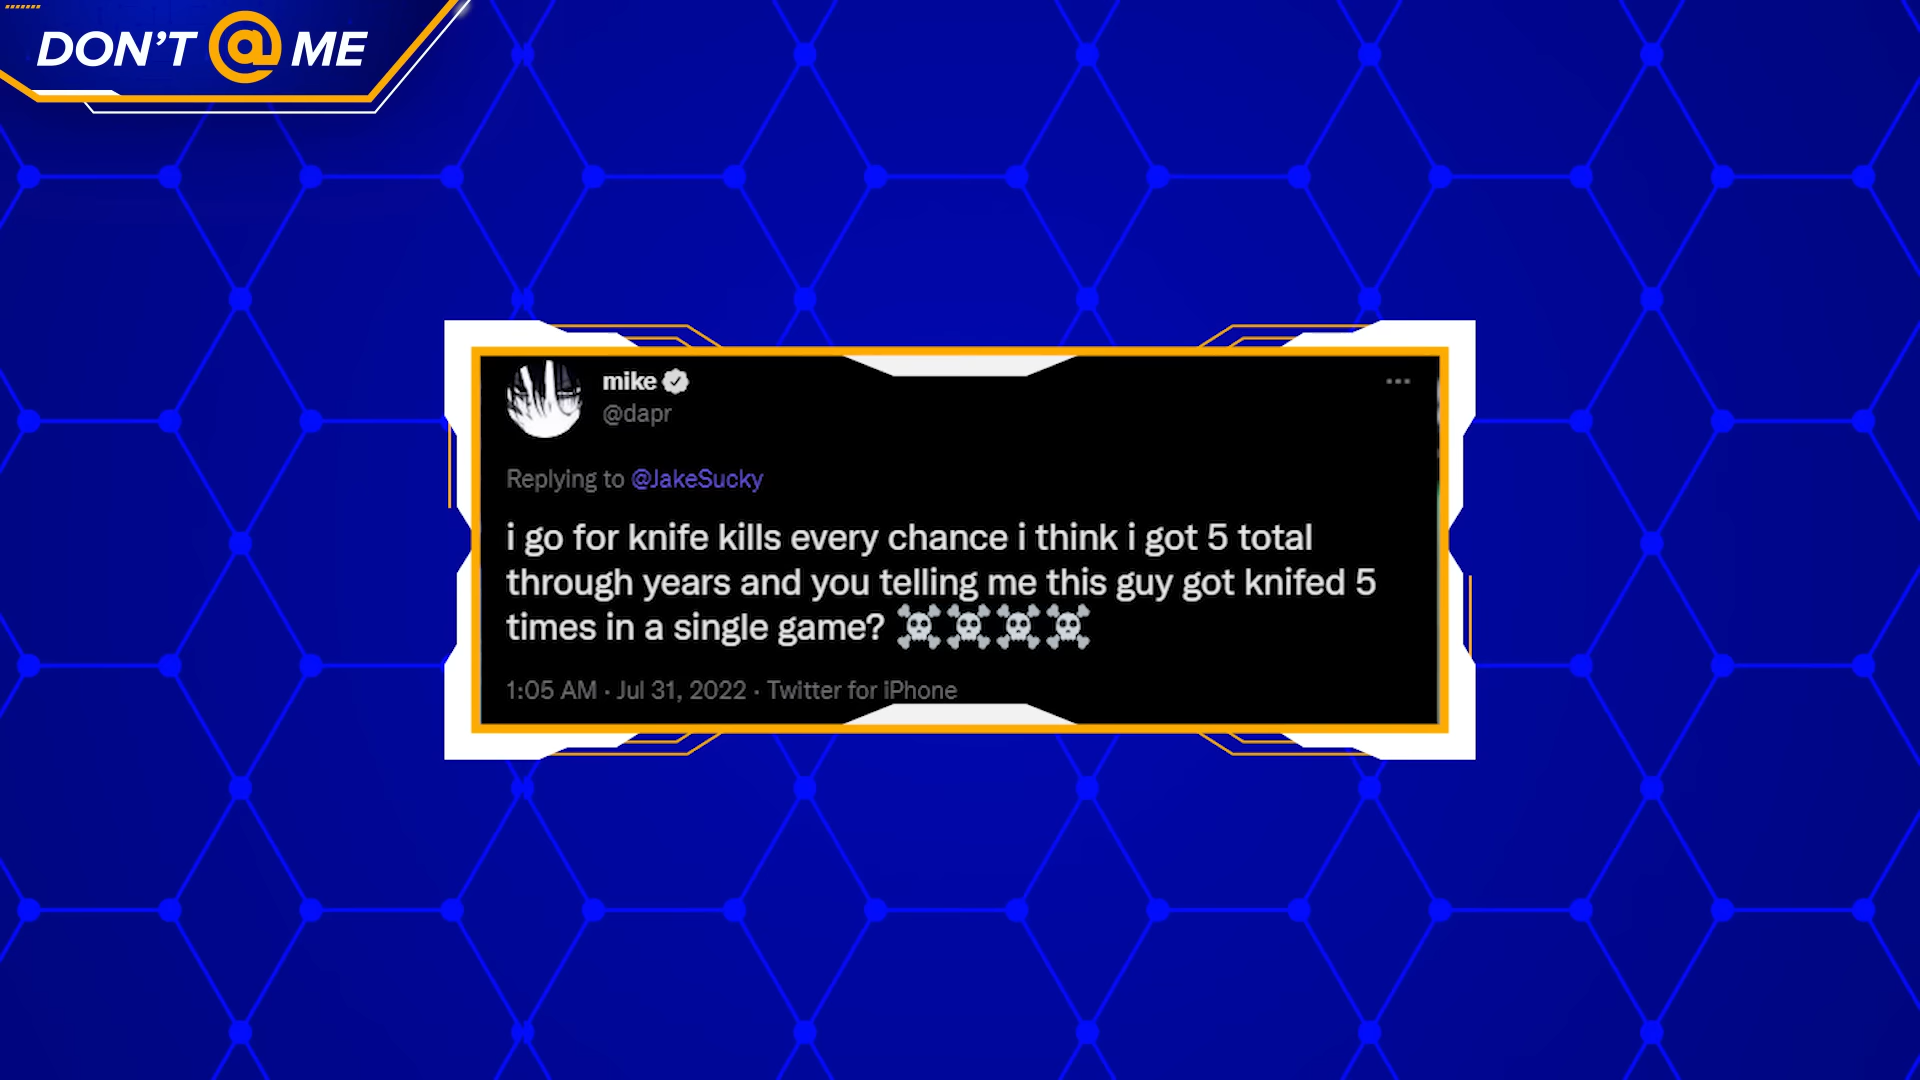 DON'T @ ME
mike
@dapr
Replying to @JakeSucky
i go for knife kills every chance i think i got 5 total
through years and you telling me this guy got knifed 5
times in a single game? ☠️☠️☠️☠️
1:05 AM · Jul 31, 2022 · Twitter for iPhone